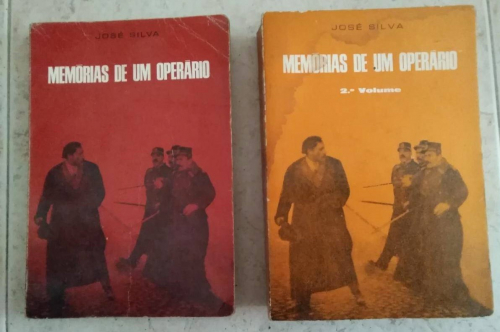 JOSÉ SILVA
MEMÓRIAS DE UM OPERÁRIO
JOSÉ SILVA
MEMÓRIAS DE UM OPERÁRIO
2.º Volume